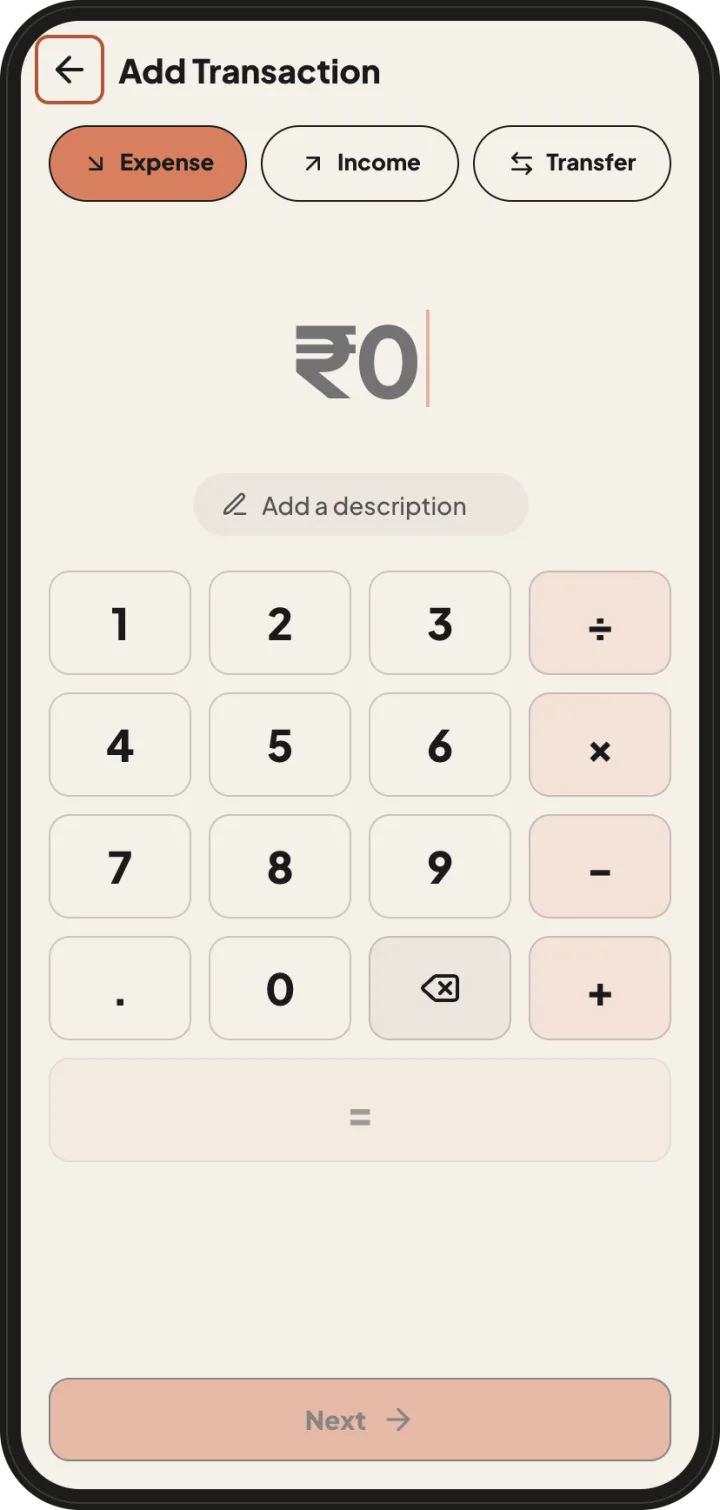 Add Transaction
Expense Income Transfer
₹0
Add a description
1 2 3 ÷
4 5 6 ×
7 8 9 −
. 0 +
=
Next